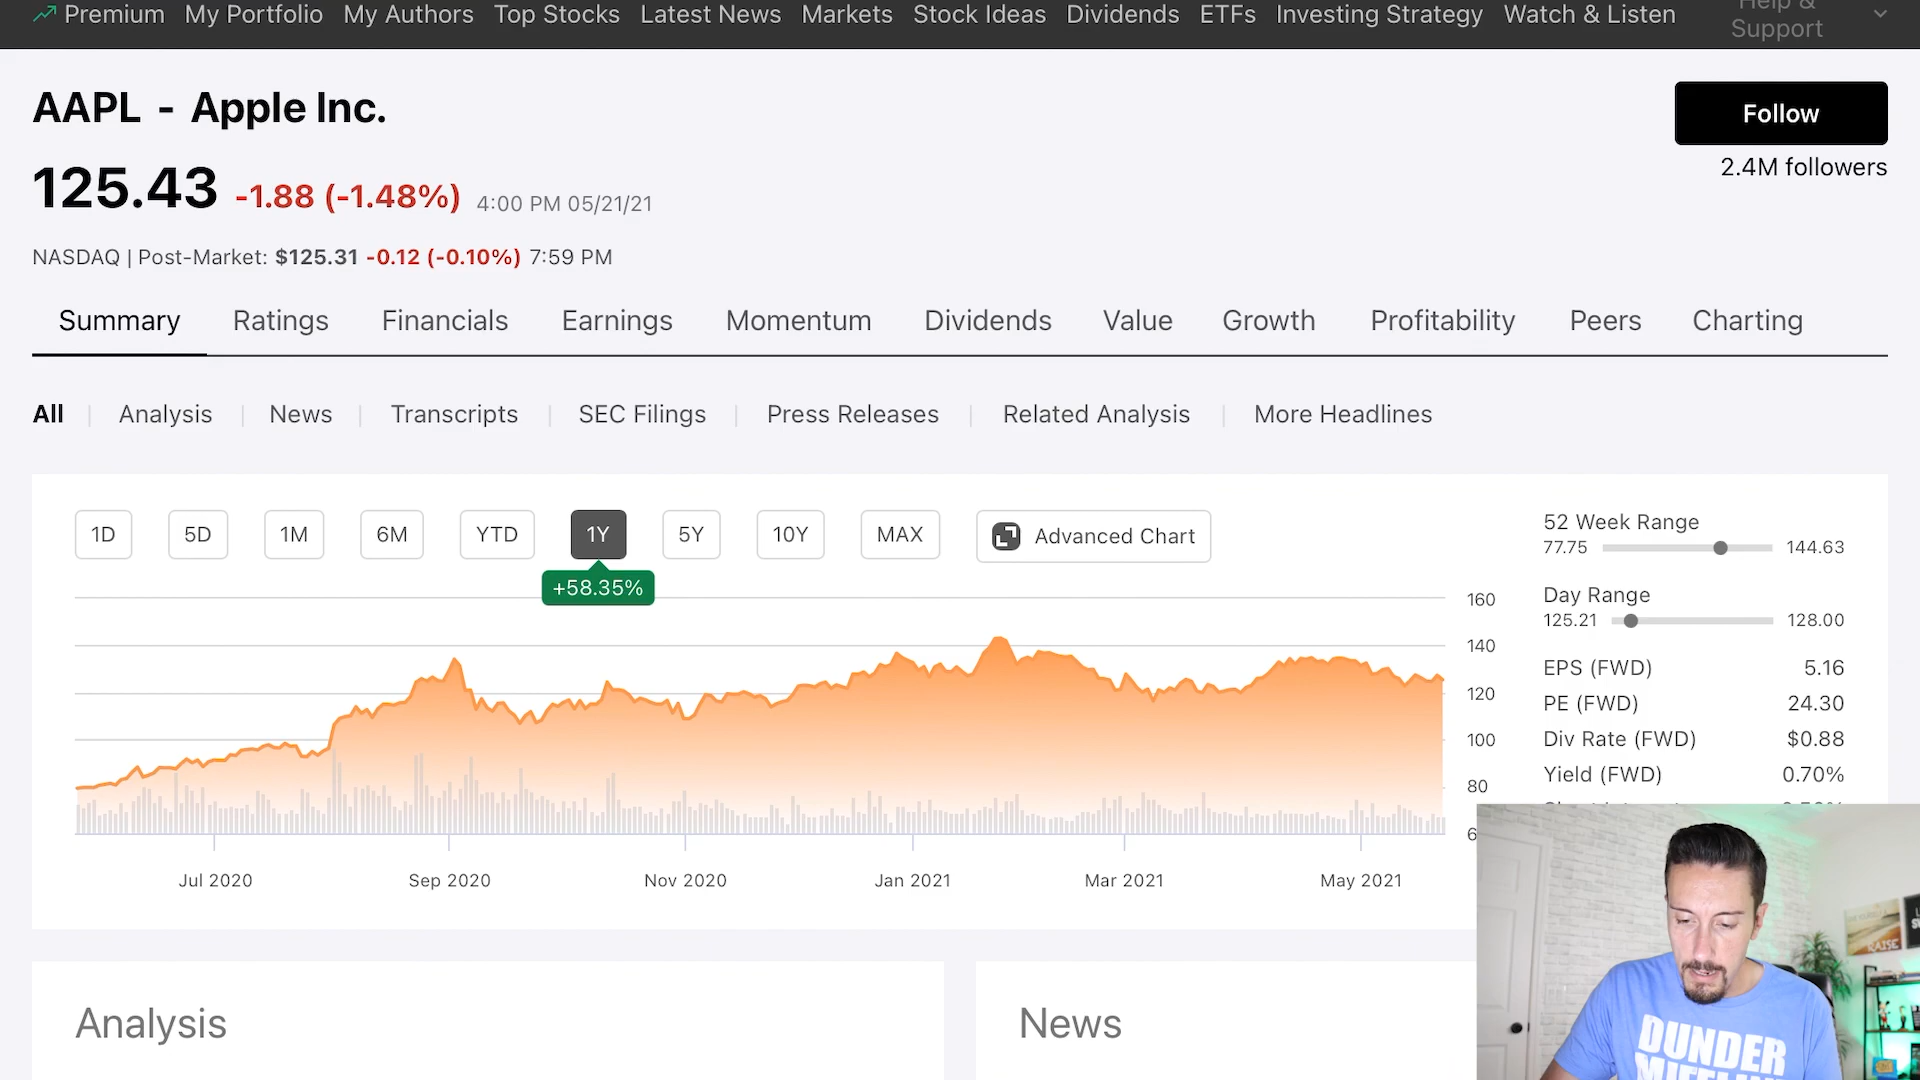 Premium My Portfolio My Authors Top Stocks Latest News Markets Stock Ideas Dividends ETFs Investing Strategy Watch & Listen Help & Support
AAPL - Apple Inc.
Follow
2.4M followers
125.43 -1.88 (-1.48%) 4:00 PM 05/21/21
NASDAQ | Post-Market: $125.31 -0.12 (-0.10%) 7:59 PM
Summary Ratings Financials Earnings Momentum Dividends Value Growth Profitability Peers Charting
All | Analysis | News | Transcripts | SEC Filings | Press Releases | Related Analysis | More Headlines
1D 5D 1M 6M YTD 1Y 5Y 10Y MAX Advanced Chart
+58.35%
160
140
120
100
80
6
Jul 2020 Sep 2020 Nov 2020 Jan 2021 Mar 2021 May 2021
52 Week Range
77.75 144.63
Day Range
125.21 128.00
EPS (FWD) 5.16
PE (FWD) 24.30
Div Rate (FWD) $0.88
Yield (FWD) 0.70%
Analysis
News
RAISE
DUNDER
MIFFLIN